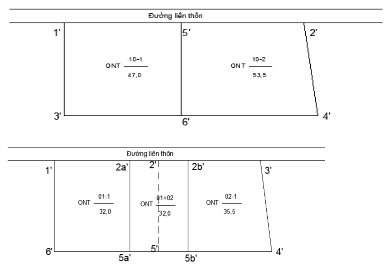 Đường liên thôn
1' 5' 2'
10-1 10-2
ONT ONT
47,0 53,5
3' 6' 4'
Đường liên thôn
1' 2a' 2' 2b' 3'
01-1 01+02 02-1
ONT ONT ONT
32,0 32,0 35,5
6' 5a' 5' 5b' 4'